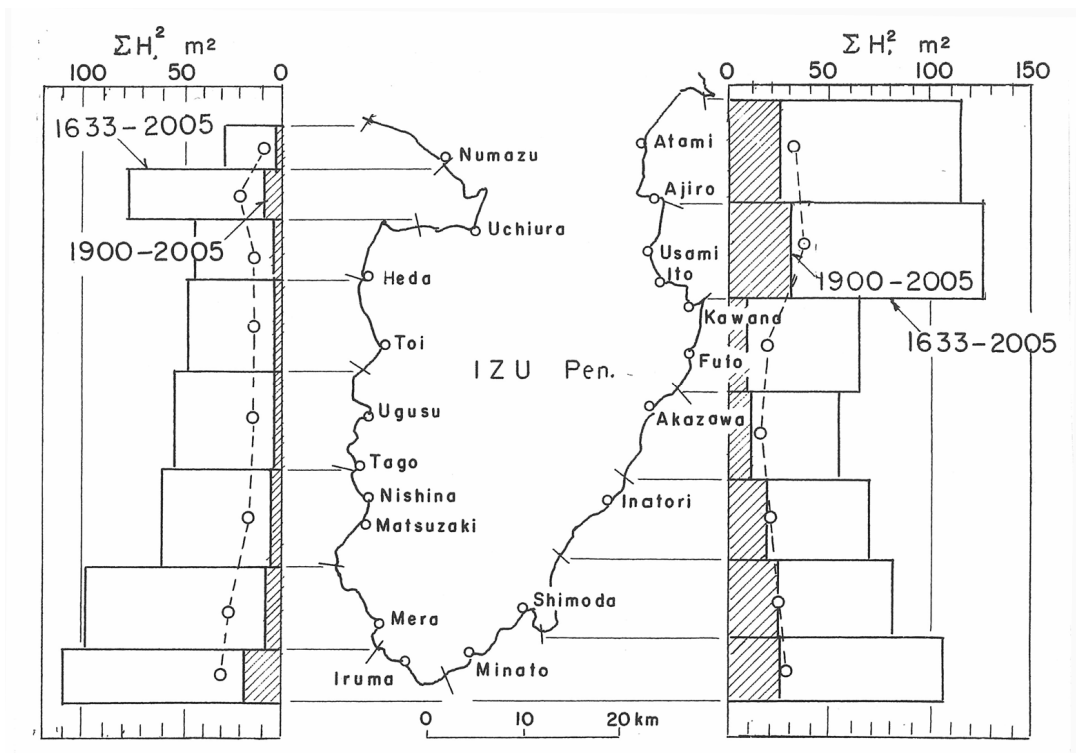 ΣH², m²
100 50 0
1633–2005
1900–2005
ΣH², m²
0 50 100 150
1900–2005
1633–2005
Numazu
Uchiura
Heda
Toi
Ugusu
Tago
Nishina
Matsuzaki
Mera
Iruma
Minato
Shimoda
Inatori
Akazawa
Futo
Kawana
Ito
Usami
Ajiro
Atami
IZU Pen.
0 10 20 km